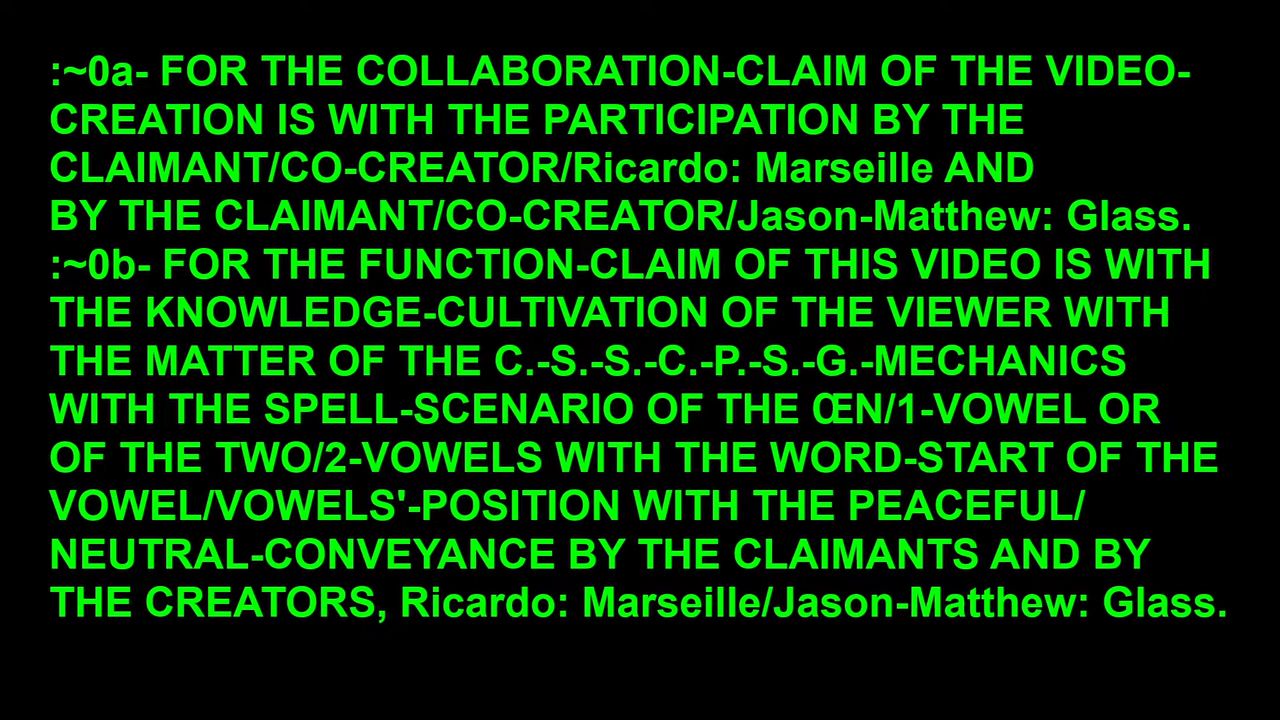 :~0a- FOR THE COLLABORATION-CLAIM OF THE VIDEO-
CREATION IS WITH THE PARTICIPATION BY THE
CLAIMANT/CO-CREATOR/Ricardo: Marseille AND
BY THE CLAIMANT/CO-CREATOR/Jason-Matthew: Glass.
:~0b- FOR THE FUNCTION-CLAIM OF THIS VIDEO IS WITH
THE KNOWLEDGE-CULTIVATION OF THE VIEWER WITH
THE MATTER OF THE C.-S.-S.-C.-P.-S.-G.-MECHANICS
WITH THE SPELL-SCENARIO OF THE ŒN/1-VOWEL OR
OF THE TWO/2-VOWELS WITH THE WORD-START OF THE
VOWEL/VOWELS'-POSITION WITH THE PEACEFUL/
NEUTRAL-CONVEYANCE BY THE CLAIMANTS AND BY
THE CREATORS, Ricardo: Marseille/Jason-Matthew: Glass.